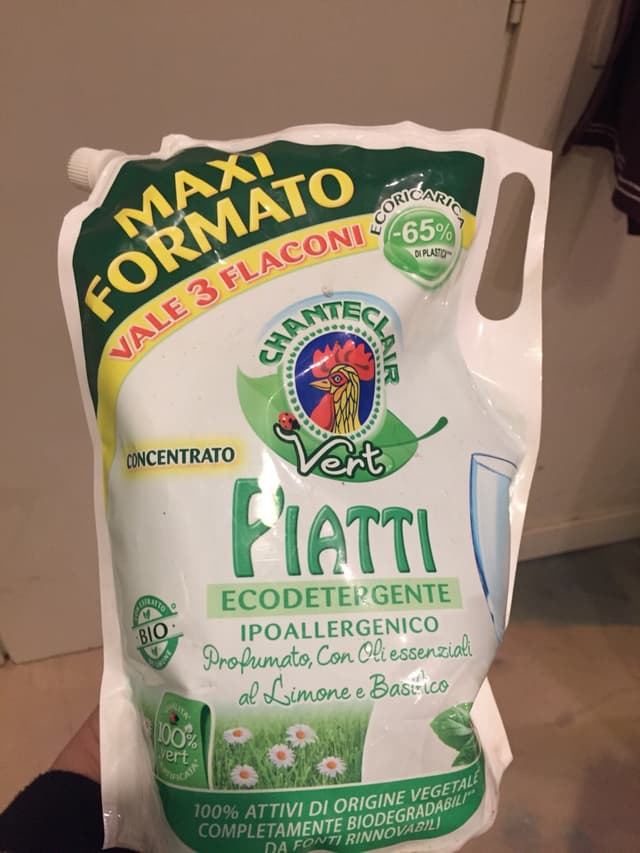 MAXI
FORMATO
VALE 3 FLACONI
ECORICARICA
-65%
DI PLASTICA***
CHANTECLAIR
Vert
CONCENTRATO
PIATTI
ECODETERGENTE
IPOALLERGENICO
Profumato, Con Oli essenziali
al Limone e Basilico
BIO
100%
vert
100% ATTIVI DI ORIGINE VEGETALE
COMPLETAMENTE BIODEGRADABILI**
DA FONTI RINNOVABILI